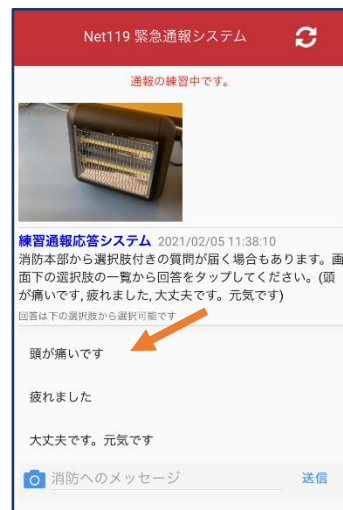 Net119 緊急通報システム
通報の練習中です。
練習通報応答システム 2021/02/05 11:38:10
消防本部から選択肢付きの質問が届く場合もあります。画
面下の選択肢の一覧から回答をタップしてください。(頭
が痛いです, 疲れました, 大丈夫です。元気です)
回答は下の選択肢から選択可能です
頭が痛いです
疲れました
大丈夫です。元気です
消防へのメッセージ 送信